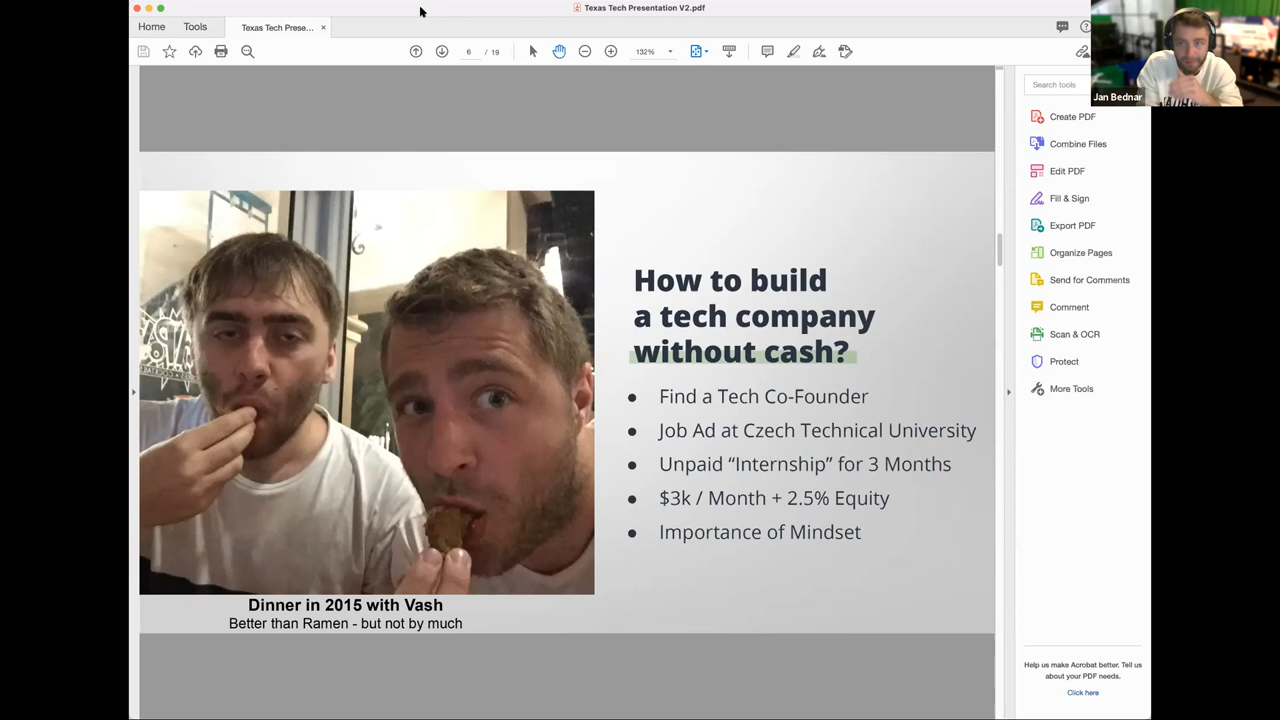 Texas Tech Presentation V2.pdf
Home
Tools
Texas Tech Prese...
6 / 19
132%
Search tools
Jan Bednar
Create PDF
Combine Files
Edit PDF
Fill & Sign
Export PDF
Organize Pages
Send for Comments
Comment
Scan & OCR
Protect
More Tools
How to build
a tech company
without cash?
● Find a Tech Co-Founder
● Job Ad at Czech Technical University
● Unpaid “Internship” for 3 Months
● $3k / Month + 2.5% Equity
● Importance of Mindset
Dinner in 2015 with Vash
Better than Ramen - but not by much
Help us make Acrobat better. Tell us
about your PDF needs.
Click here